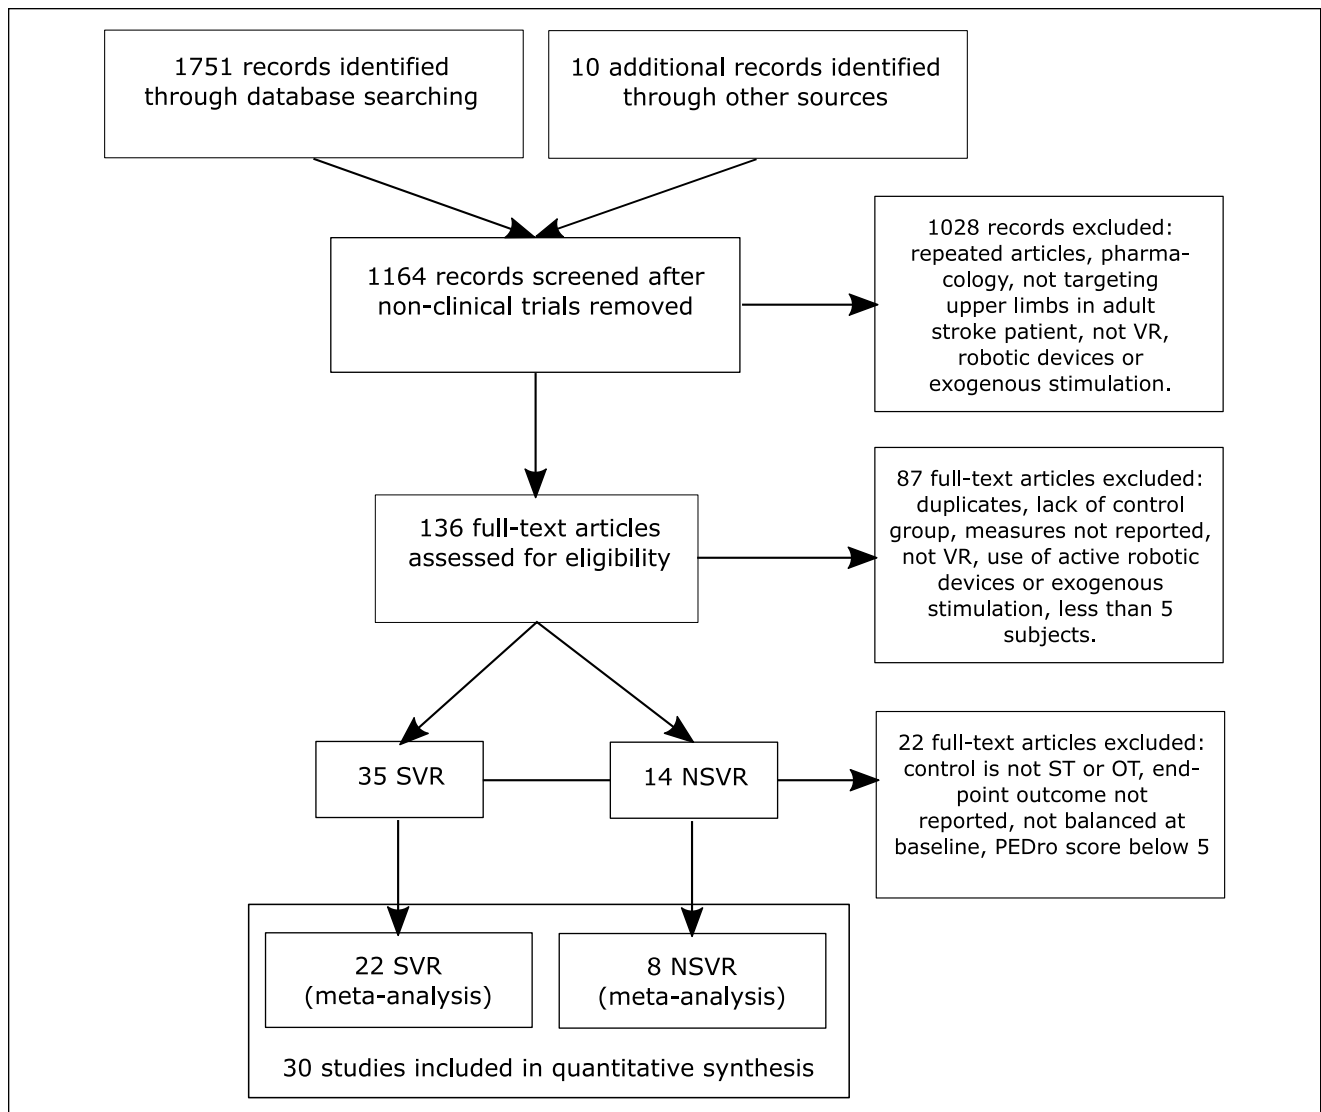 1751 records identified
through database searching
10 additional records identified
through other sources
1164 records screened after
non-clinical trials removed
1028 records excluded:
repeated articles, pharma-
cology, not targeting
upper limbs in adult
stroke patient, not VR,
robotic devices or
exogenous stimulation.
136 full-text articles
assessed for eligibility
87 full-text articles excluded:
duplicates, lack of control
group, measures not reported,
not VR, use of active robotic
devices or exogenous
stimulation, less than 5
subjects.
35 SVR
14 NSVR
22 full-text articles excluded:
control is not ST or OT, end-
point outcome not
reported, not balanced at
baseline, PEDro score below 5
22 SVR
(meta-analysis)
8 NSVR
(meta-analysis)
30 studies included in quantitative synthesis